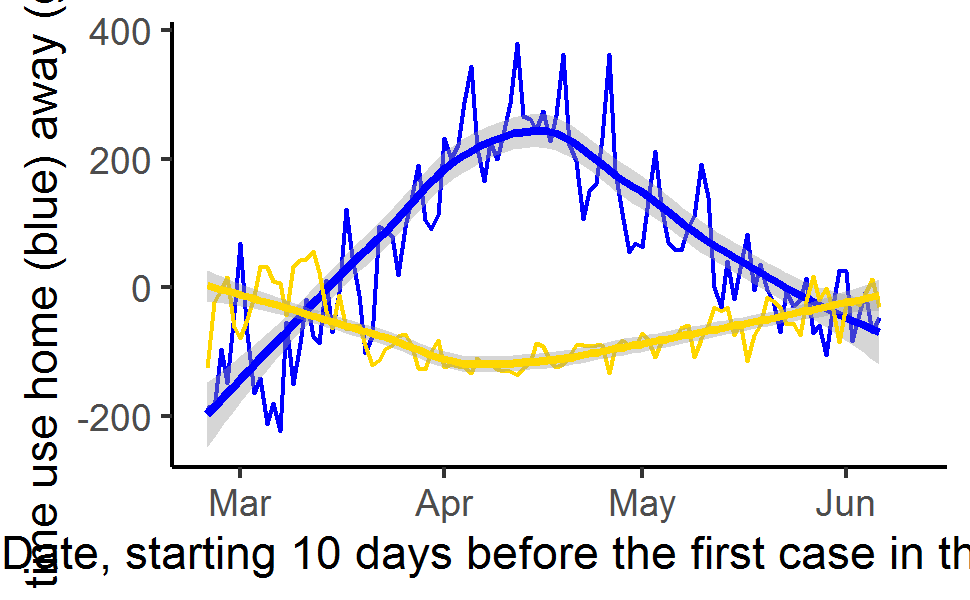 time use home (blue) away (
400
200
0
-200
Mar Apr May Jun
Date, starting 10 days before the first case in th